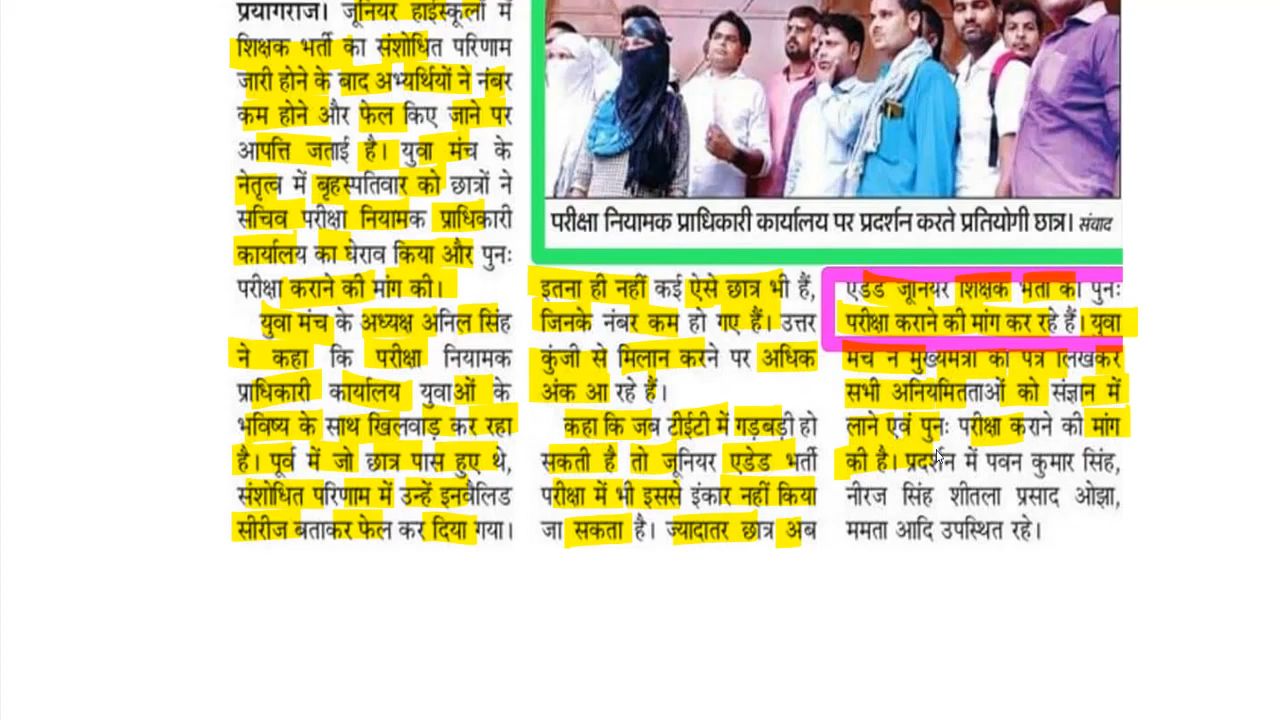 प्रयागराज। जूनियर हाईस्कूलों में
शिक्षक भर्ती का संशोधित परिणाम
जारी होने के बाद अभ्यर्थियों ने नंबर
कम होने और फेल किए जाने पर
आपत्ति जताई है। युवा मंच के
नेतृत्व में बृहस्पतिवार को छात्रों ने
सचिव परीक्षा नियामक प्राधिकारी
कार्यालय का घेराव किया और पुनः
परीक्षा कराने की मांग की।
युवा मंच के अध्यक्ष अनिल सिंह
ने कहा कि परीक्षा नियामक
प्राधिकारी कार्यालय युवाओं के
भविष्य के साथ खिलवाड़ कर रहा
है। पूर्व में जो छात्र पास हुए थे,
संशोधित परिणाम में उन्हें इनवैलिड
सीरीज बताकर फेल कर दिया गया।
परीक्षा नियामक प्राधिकारी कार्यालय पर प्रदर्शन करते प्रतियोगी छात्र। संवाद
इतना ही नहीं कई ऐसे छात्र भी हैं,
जिनके नंबर कम हो गए हैं। उत्तर
कुंजी से मिलान करने पर अधिक
अंक आ रहे हैं।
कहा कि जब टीईटी में गड़बड़ी हो
सकती है तो जूनियर एडेड भर्ती
परीक्षा में भी इससे इंकार नहीं किया
जा सकता है। ज्यादातर छात्र अब
एडेड जूनियर शिक्षक भर्ती की पुनः
परीक्षा कराने की मांग कर रहे हैं। युवा
मंच ने मुख्यमंत्री को पत्र लिखकर
सभी अनियमितताओं को संज्ञान में
लाने एवं पुनः परीक्षा कराने की मांग
की है। प्रदर्शन में पवन कुमार सिंह,
नीरज सिंह शीतला प्रसाद ओझा,
ममता आदि उपस्थित रहे।